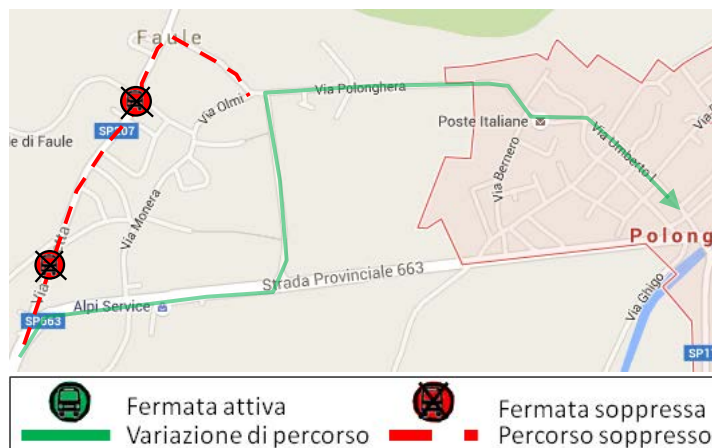 Faule
Via Polonghera
Via Olmi
Poste Italiane
e di Faule
Via Umberto I
Via Bernero
Via Monera
Polong
Strada Provinciale 663
Alpi Service
SP663
Via Ghigo
SP1
Fermata attiva
Fermata soppressa
Variazione di percorso
Percorso soppresso